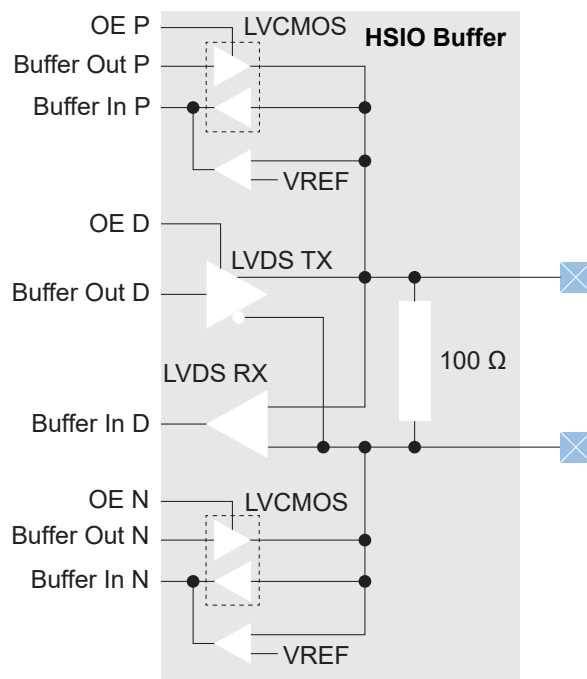 OE P
LVCMOS
HSIO Buffer
Buffer Out P
Buffer In P
VREF
OE D
LVDS TX
Buffer Out D
100 Ω
LVDS RX
Buffer In D
OE N
LVCMOS
Buffer Out N
Buffer In N
VREF